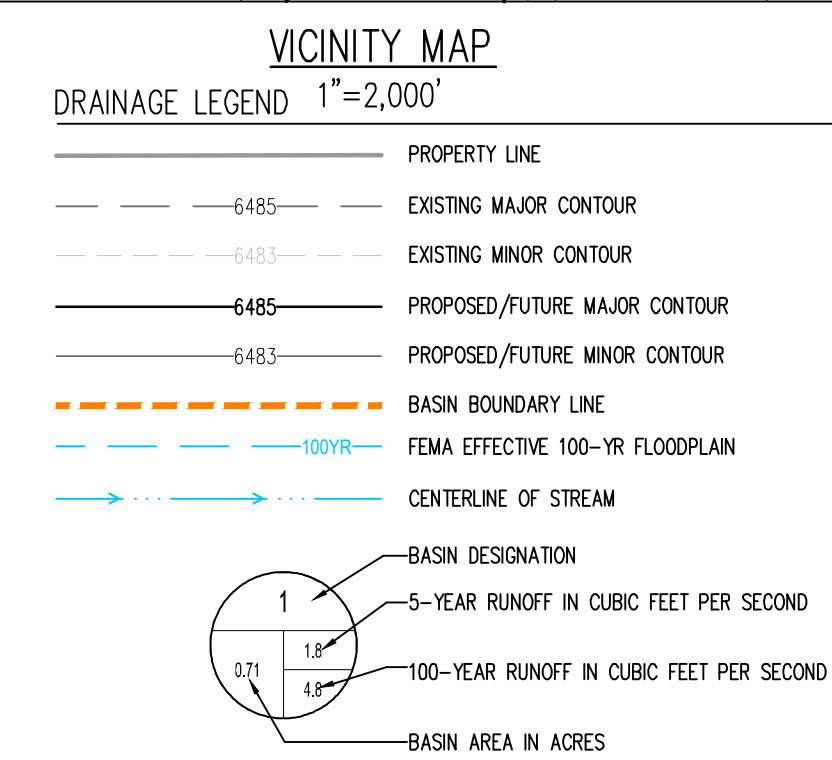 VICINITY MAP
DRAINAGE LEGEND 1"=2,000'
PROPERTY LINE
6485 EXISTING MAJOR CONTOUR
6483 EXISTING MINOR CONTOUR
6485 PROPOSED/FUTURE MAJOR CONTOUR
6483 PROPOSED/FUTURE MINOR CONTOUR
BASIN BOUNDARY LINE
100YR FEMA EFFECTIVE 100-YR FLOODPLAIN
CENTERLINE OF STREAM
BASIN DESIGNATION
1 5-YEAR RUNOFF IN CUBIC FEET PER SECOND
1.8
0.71 100-YEAR RUNOFF IN CUBIC FEET PER SECOND
4.8
BASIN AREA IN ACRES